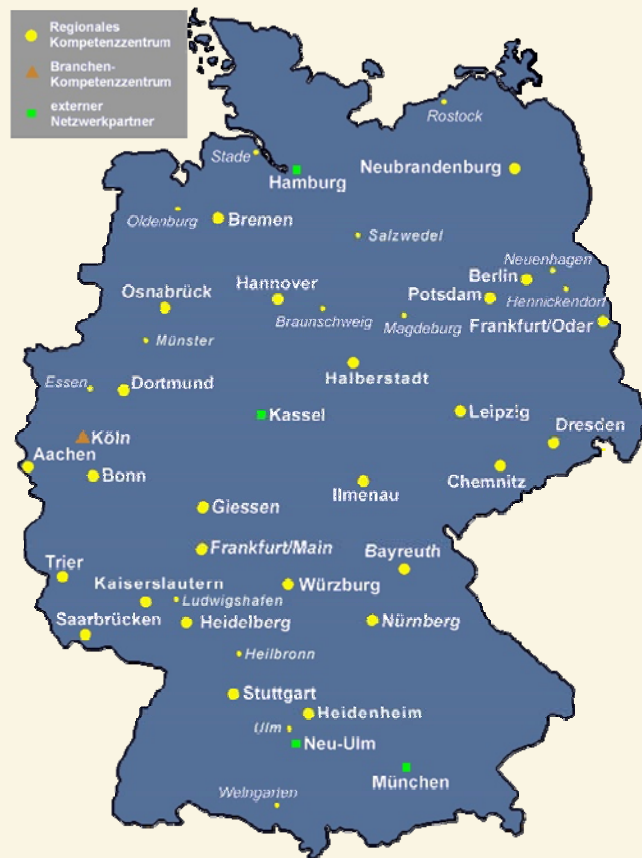 Regionales
Kompetenzzentrum
Branchen-
Kompetenzzentrum
externer
Netzwerkpartner
Rostock
Stade
Hamburg
Neubrandenburg
Oldenburg
Bremen
Salzwedel
Neuenhagen
Berlin
Hannover
Osnabrück
Potsdam
Hennickendorf
Braunschweig
Magdeburg
Frankfurt/Oder
Münster
Halberstadt
Essen
Dortmund
Kassel
Leipzig
Dresden
Köln
Aachen
Bonn
Ilmenau
Chemnitz
Giessen
Frankfurt/Main
Bayreuth
Trier
Kaiserslautern
Würzburg
Ludwigshafen
Saarbrücken
Heidelberg
Nürnberg
Heilbronn
Stuttgart
Heidenheim
Ulm
Neu-Ulm
München
Weingarten